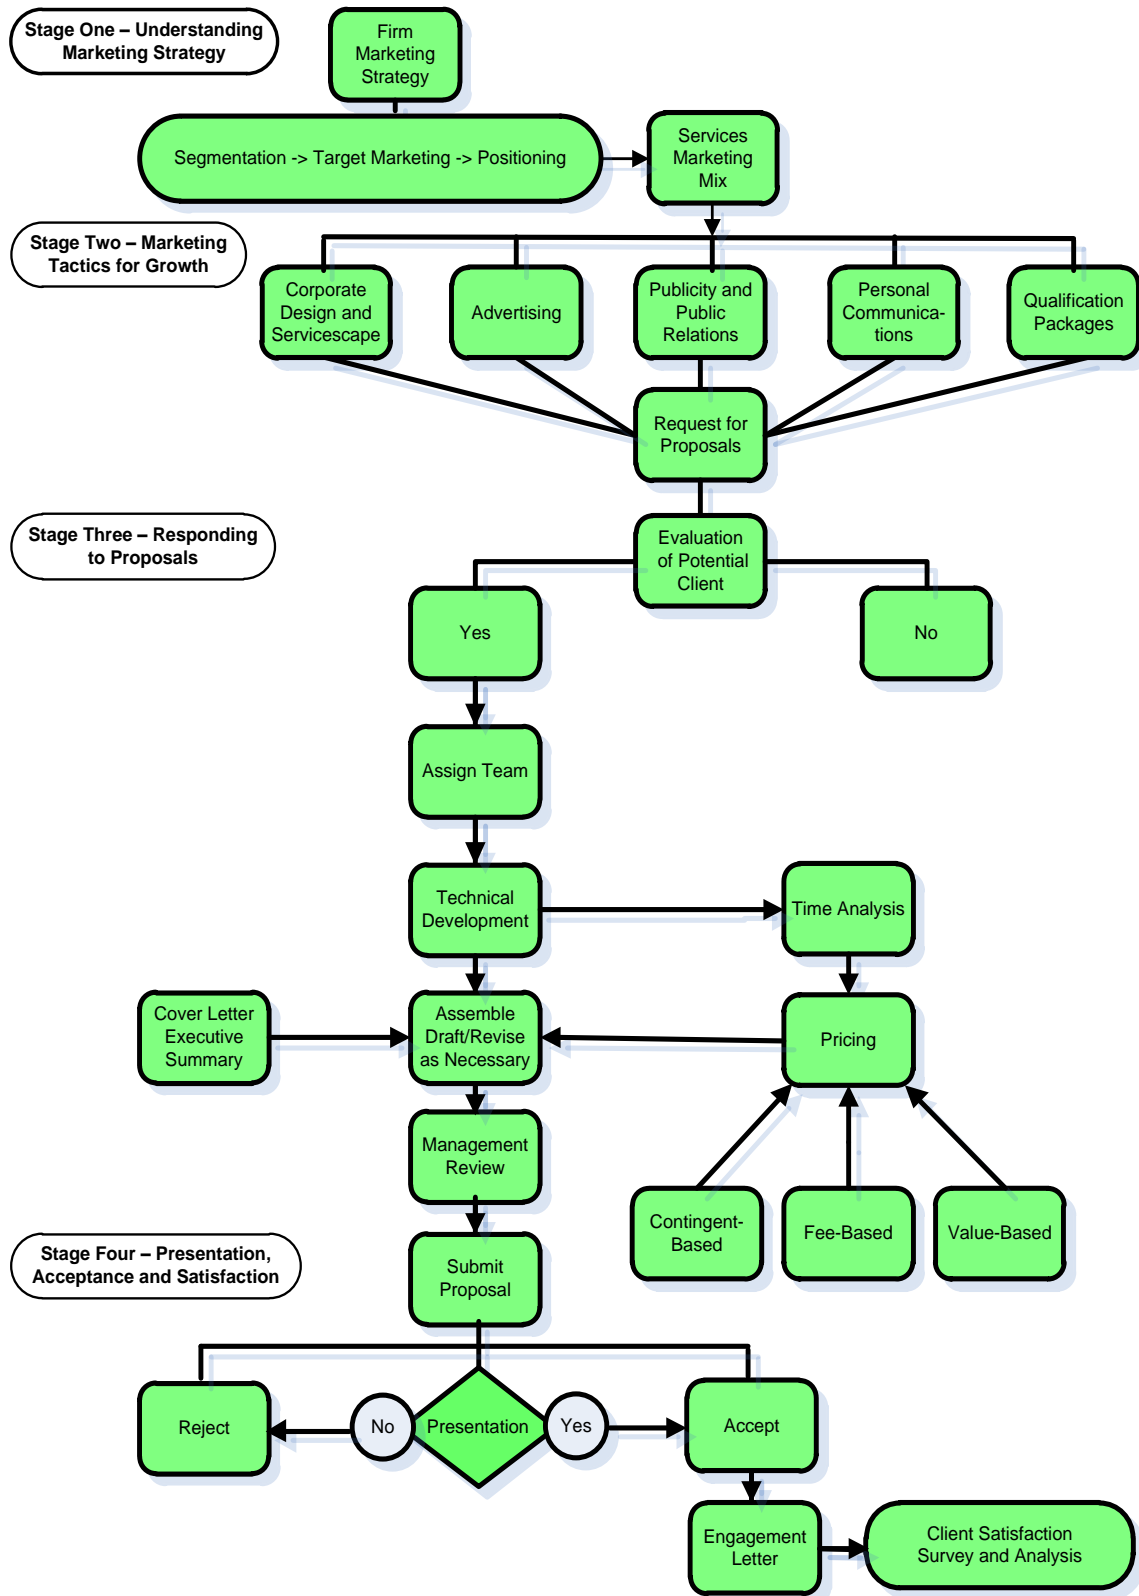 Stage One – Understanding
Marketing Strategy
Firm
Marketing
Strategy
Segmentation -> Target Marketing -> Positioning
Services
Marketing
Mix
Stage Two – Marketing
Tactics for Growth
Corporate
Design and
Servicescape
Advertising
Publicity and
Public
Relations
Personal
Communica-
tions
Qualification
Packages
Request for
Proposals
Stage Three – Responding
to Proposals
Evaluation
of Potential
Client
Yes
No
Assign Team
Technical
Development
Time Analysis
Cover Letter
Executive
Summary
Assemble
Draft/Revise
as Necessary
Pricing
Management
Review
Contingent-
Based
Fee-Based
Value-Based
Stage Four – Presentation,
Acceptance and Satisfaction
Submit
Proposal
Reject
No
Presentation
Yes
Accept
Engagement
Letter
Client Satisfaction
Survey and Analysis